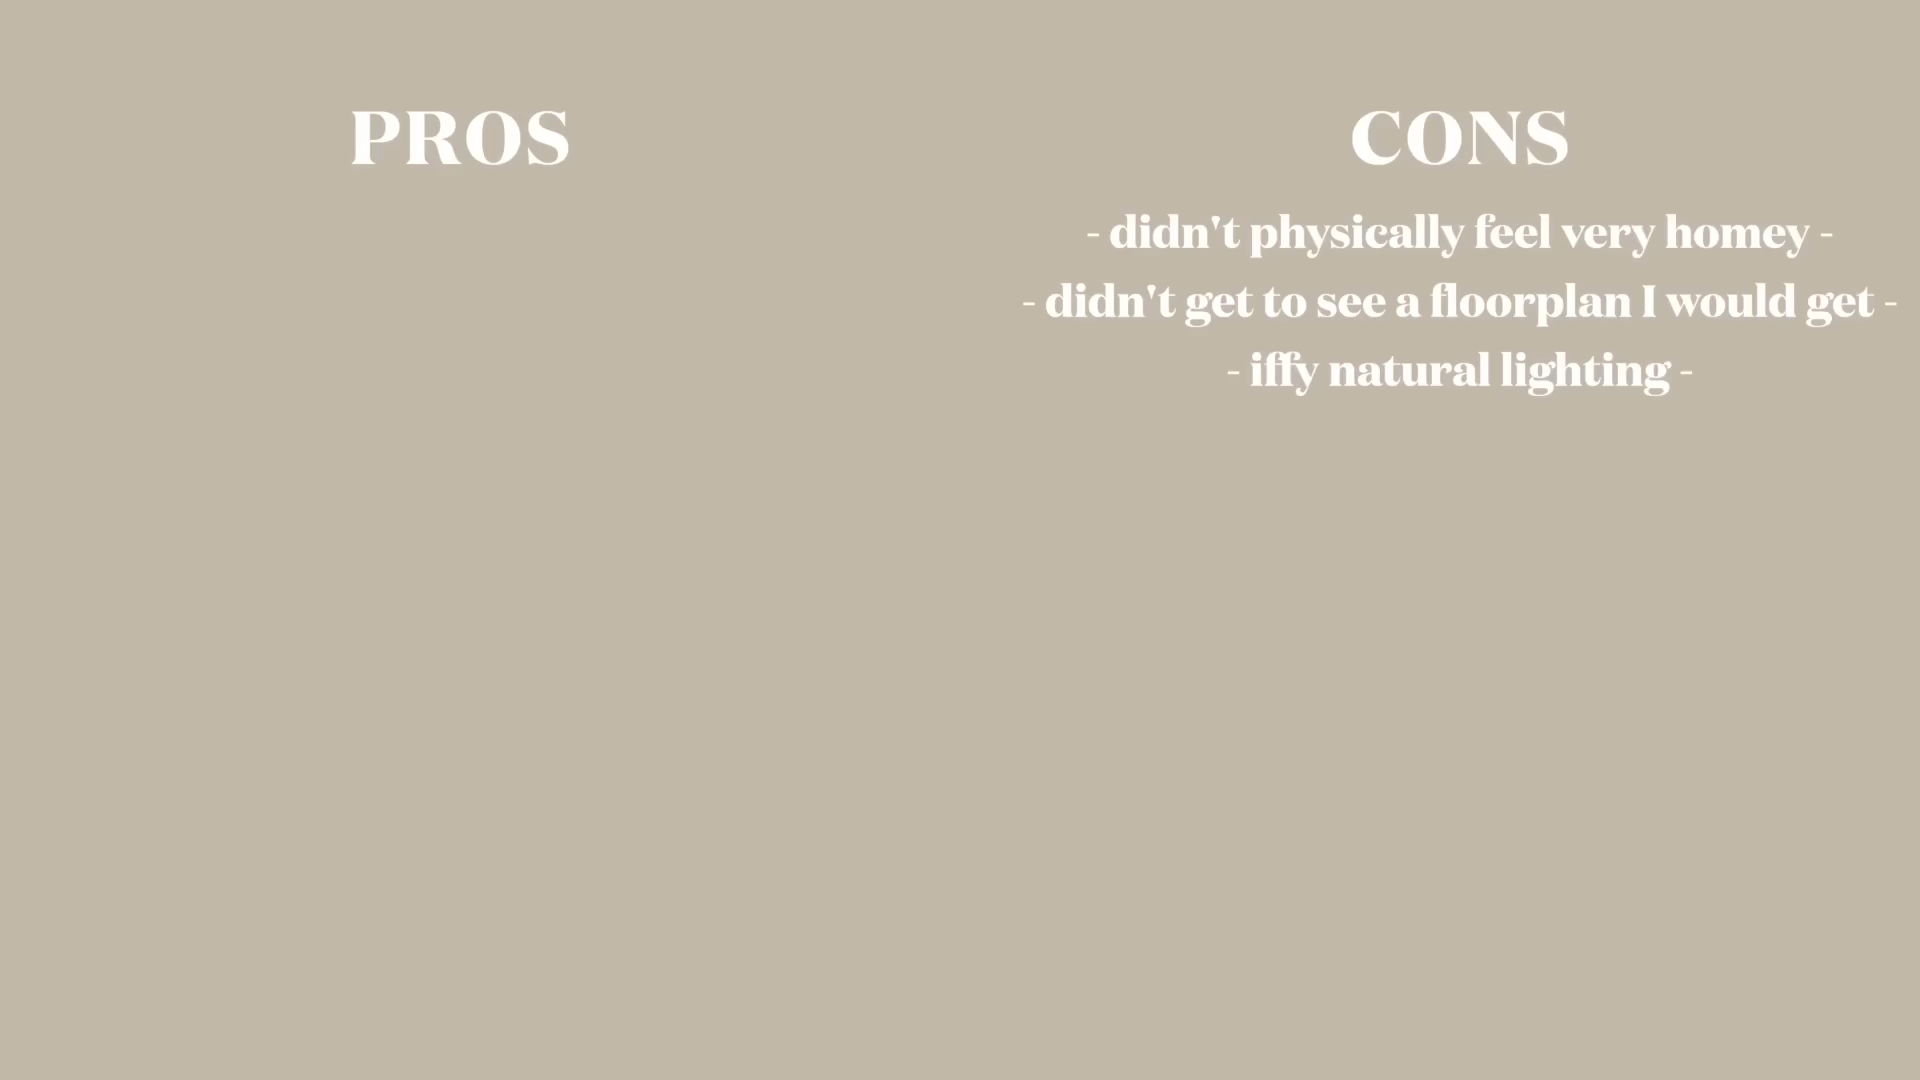 PROS
CONS
- didn't physically feel very homey -
- didn't get to see a floorplan I would get -
- iffy natural lighting -